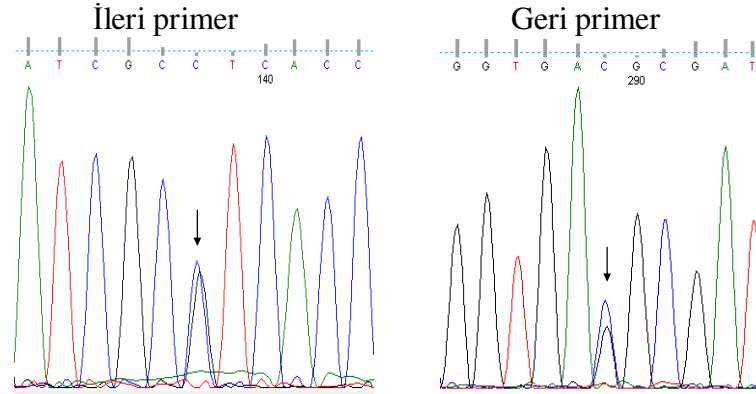 İleri primer
A T C G C C T C A C C
140
Geri primer
G G T G A C G C G A T
290